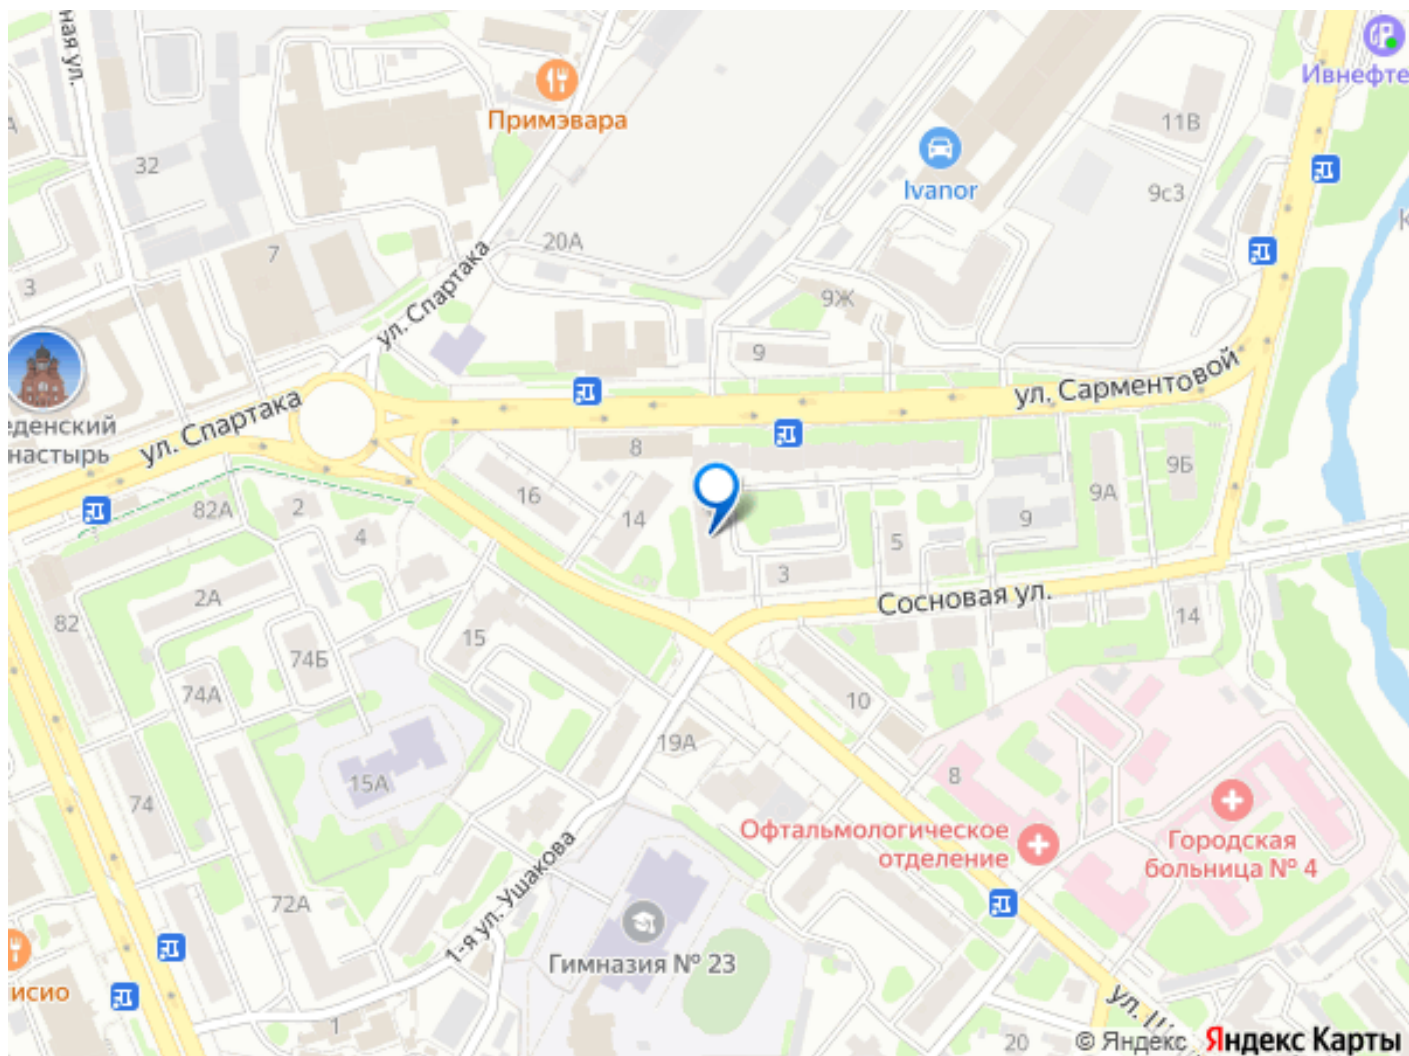 ная ул.
Примэвара
Ивнефте
32
11В
Ivanor
9с3
7
20А
ул. Спартака
3
9Ж
9
ул. Сарментовой
ул. Спартака
еденский
настырь
8
16
9Б
9А
82А
2
14
9
4
5
3
2А
Сосновая ул.
82
15
14
74Б
74А
10
19А
15А
8
74
Офтальмологическое
отделение
Городская
больница № 4
1-я ул. Ушакова
72А
Гимназия № 23
исио
ул. Ш
1
20
© Яндекс Яндекс Карты